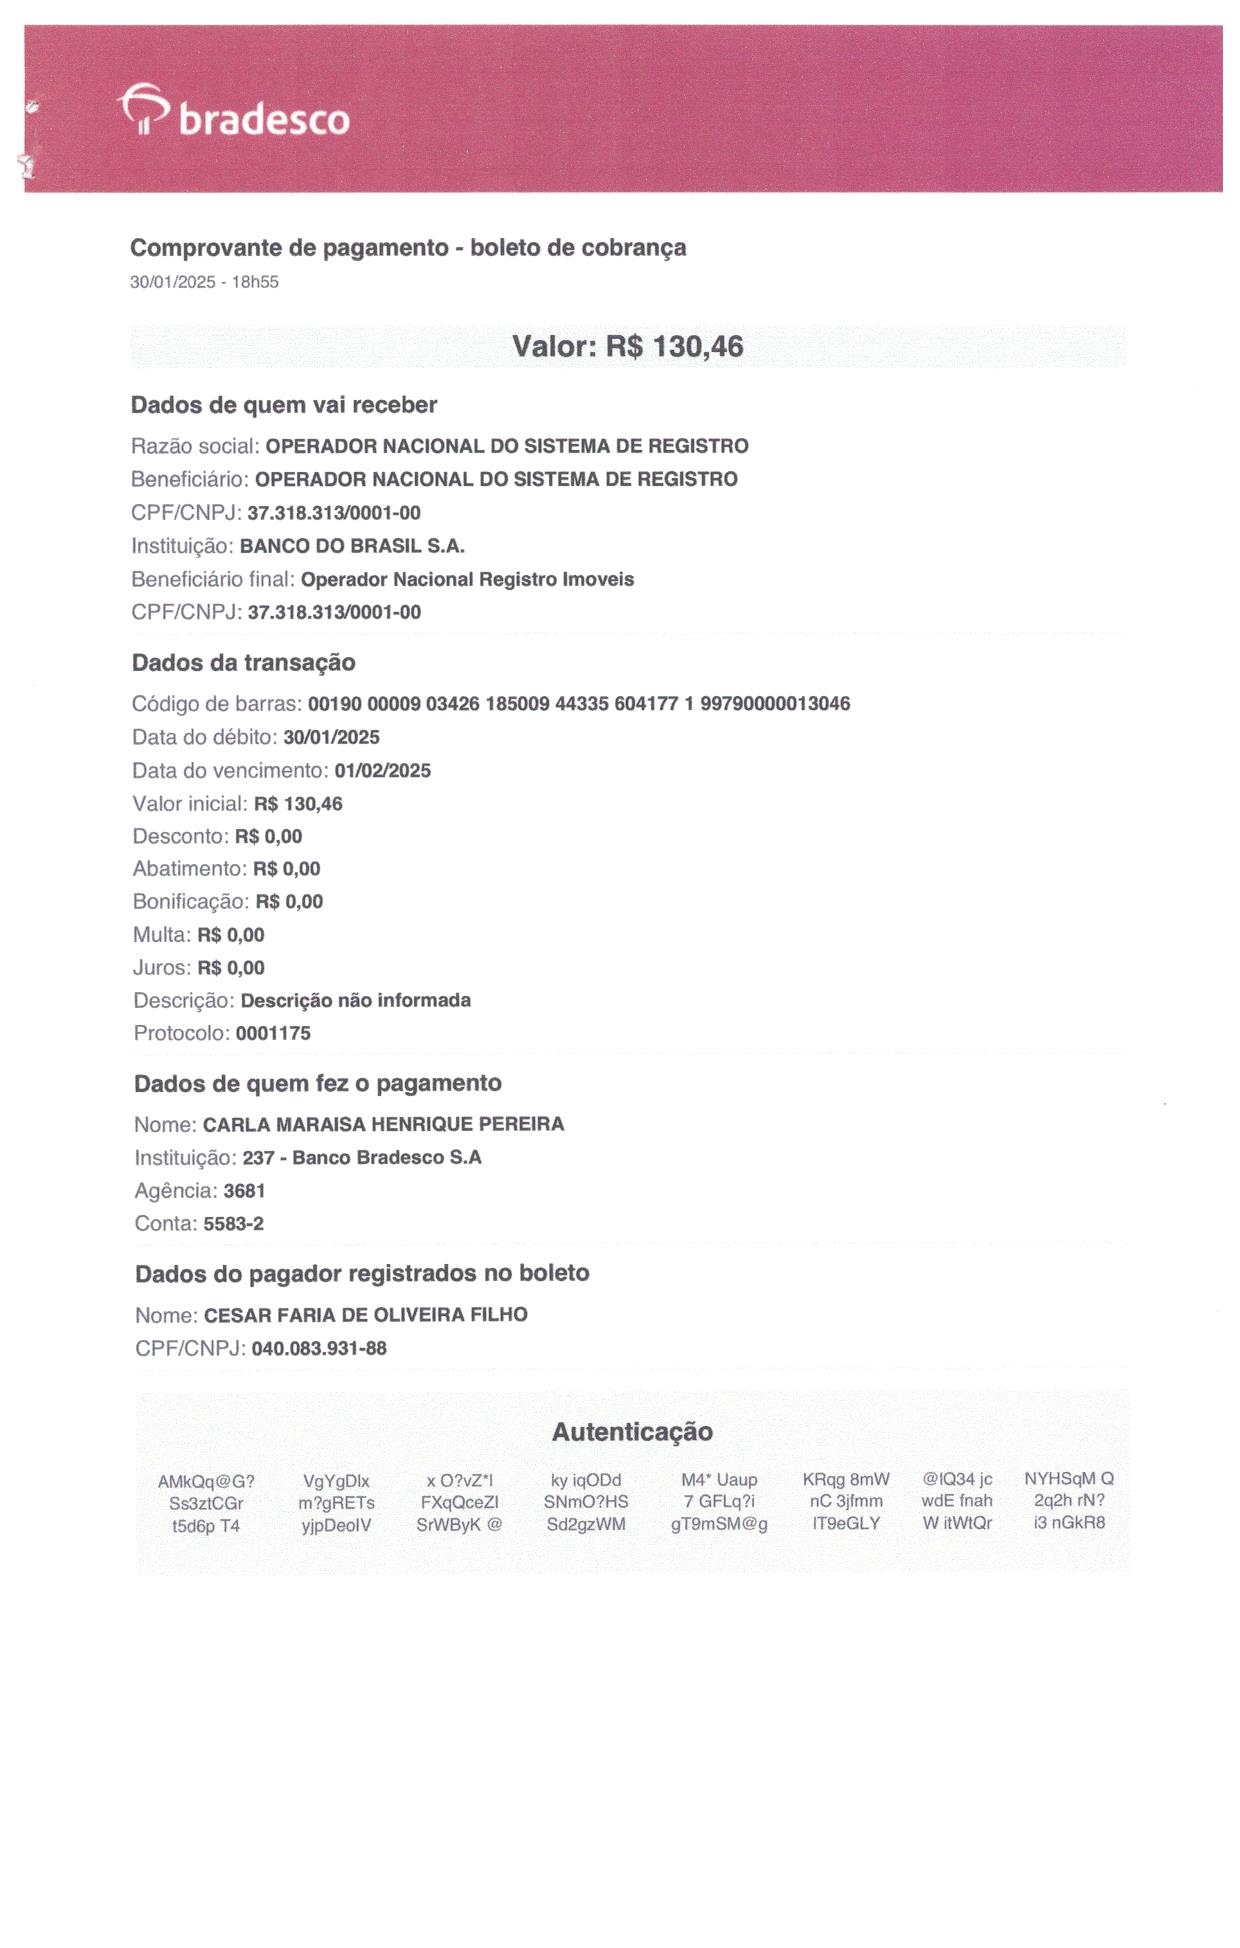 bradesco
Comprovante de pagamento - boleto de cobrança
30/01/2025 - 18h55
Valor: R$ 130,46
Dados de quem vai receber
Razão social: OPERADOR NACIONAL DO SISTEMA DE REGISTRO
Beneficiário: OPERADOR NACIONAL DO SISTEMA DE REGISTRO
CPF/CNPJ: 37.318.313/0001-00
Instituição: BANCO DO BRASIL S.A.
Beneficiário final: Operador Nacional Registro Imoveis
CPF/CNPJ: 37.318.313/0001-00
Dados da transação
Código de barras: 00190 00009 03426 185009 44335 604177 1 99790000013046
Data do débito: 30/01/2025
Data do vencimento: 01/02/2025
Valor inicial: R$ 130,46
Desconto: R$ 0,00
Abatimento: R$ 0,00
Bonificação: R$ 0,00
Multa: R$ 0,00
Juros: R$ 0,00
Descrição: Descrição não informada
Protocolo: 0001175
Dados de quem fez o pagamento
Nome: CARLA MARAISA HENRIQUE PEREIRA
Instituição: 237 - Banco Bradesco S.A
Agência: 3681
Conta: 5583-2
Dados do pagador registrados no boleto
Nome: CESAR FARIA DE OLIVEIRA FILHO
CPF/CNPJ: 040.083.931-88
Autenticação
AMkQq@G? VgYgDlx x O?vZ*l ky iqODd M4* Uaup KRqg 8mW @IQ34 jc NYHSqM Q
Ss3ztCGr m?gRETs FXqQceZl SNmO?HS 7 GFLq?i nC 3jfmm wdE fnah 2q2h rN?
t5d6p T4 yjpDeolV SrWByK @ Sd2gzWM gT9mSM@g lT9eGLY W itWtQr i3 nGkR8